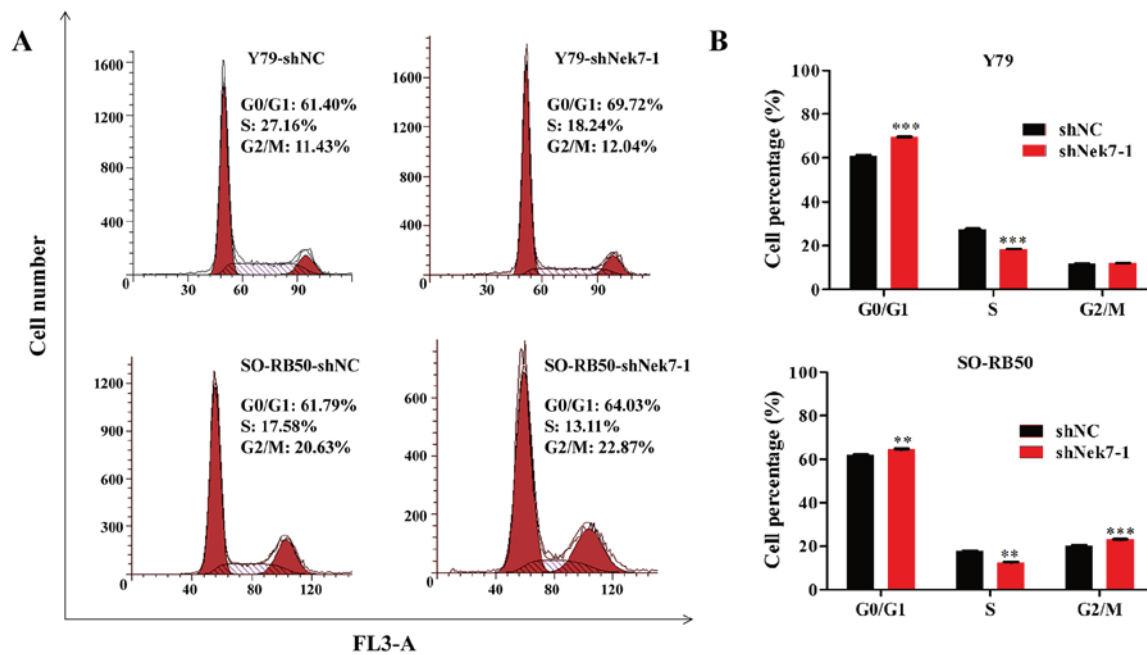 A
Cell number
Y79-shNC
G0/G1: 61.40%
S: 27.16%
G2/M: 11.43%
1600
1200
800
400
0
30
60
90
Y79-shNek7-1
G0/G1: 69.72%
S: 18.24%
G2/M: 12.04%
1600
1200
800
400
0
30
60
90
SO-RB50-shNC
G0/G1: 61.79%
S: 17.58%
G2/M: 20.63%
1200
900
600
300
0
40
80
120
SO-RB50-shNek7-1
G0/G1: 64.03%
S: 13.11%
G2/M: 22.87%
600
400
200
0
40
80
120
FL3-A
B
Y79
Cell percentage (%)
100
80
60
40
20
0
***
***
shNC
shNek7-1
G0/G1 S G2/M
SO-RB50
Cell percentage (%)
100
80
60
40
20
0
**
**
***
shNC
shNek7-1
G0/G1 S G2/M